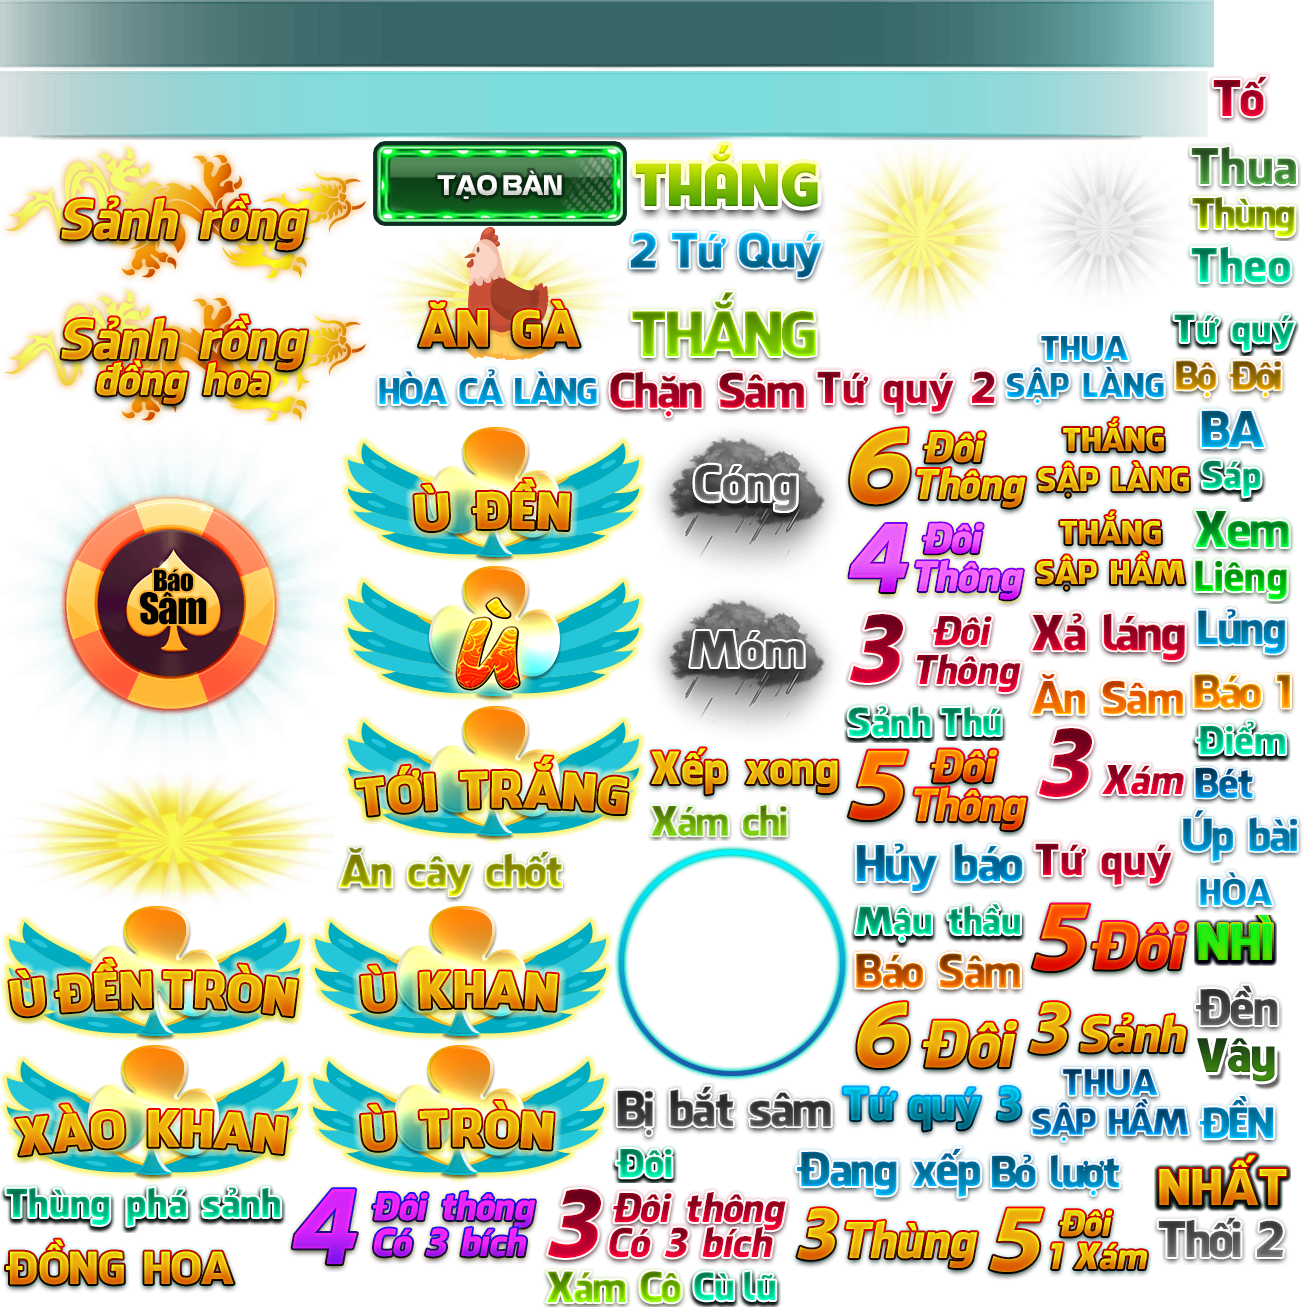 Tố
TẠO BÀN
THẮNG
Thua
Sảnh rồng
Thùng
2 Tứ Quý
Theo
ĂN GÀ
THẮNG
Tứ quý
Sảnh rồng
đồng hoa
THUA
SẬP LÀNG
Bộ Đội
HÒA CẢ LÀNG
Chặn Sâm
Tứ quý 2
6 Đôi
Thông
THẮNG
SẬP LÀNG
BA
Sáp
Ù ĐỀN
Cóng
4 Đôi
Thông
THẮNG
SẬP HẦM
Xem
Liêng
Báo
Sâm
Ù
Móm
3 Đôi
Thông
Xả láng
Lủng
Ăn Sâm
Báo 1
Sảnh Thú
Điểm
TỚI TRẮNG
Xếp xong
5 Đôi
Thông
3 Xám
Bét
Xám chi
Úp bài
Ăn cây chốt
Hủy báo
Tứ quý
HÒA
Mậu thầu
5 Đôi
NHÌ
Ù ĐỀN TRÒN
Ù KHAN
Báo Sâm
Đền
6 Đôi
3 Sảnh
Vây
XÀO KHAN
Ù TRÒN
Bị bắt sâm
Tứ quý 3
THUA
SẬP HẦM
ĐỀN
Đôi
Đang xếp
Bỏ lượt
NHẤT
Thùng phá sảnh
4 Đôi thông
Có 3 bích
3 Đôi thông
Có 3 bích
3 Thùng
5 Đôi
1 Xám
Thối 2
ĐỒNG HOA
Xám Cô
Cù lũ